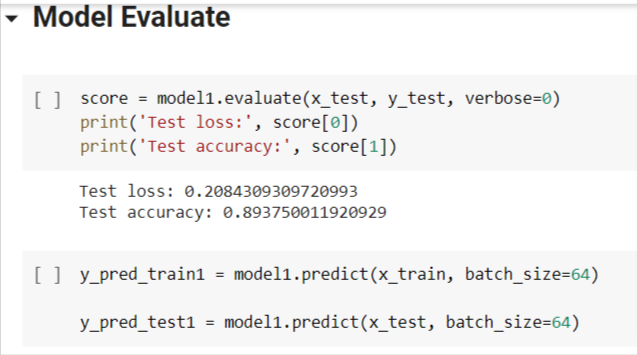 Model Evaluate
[ ] score = model1.evaluate(x_test, y_test, verbose=0)
print('Test loss:', score[0])
print('Test accuracy:', score[1])
Test loss: 0.2084309309720993
Test accuracy: 0.893750011920929
[ ] y_pred_train1 = model1.predict(x_train, batch_size=64)
y_pred_test1 = model1.predict(x_test, batch_size=64)